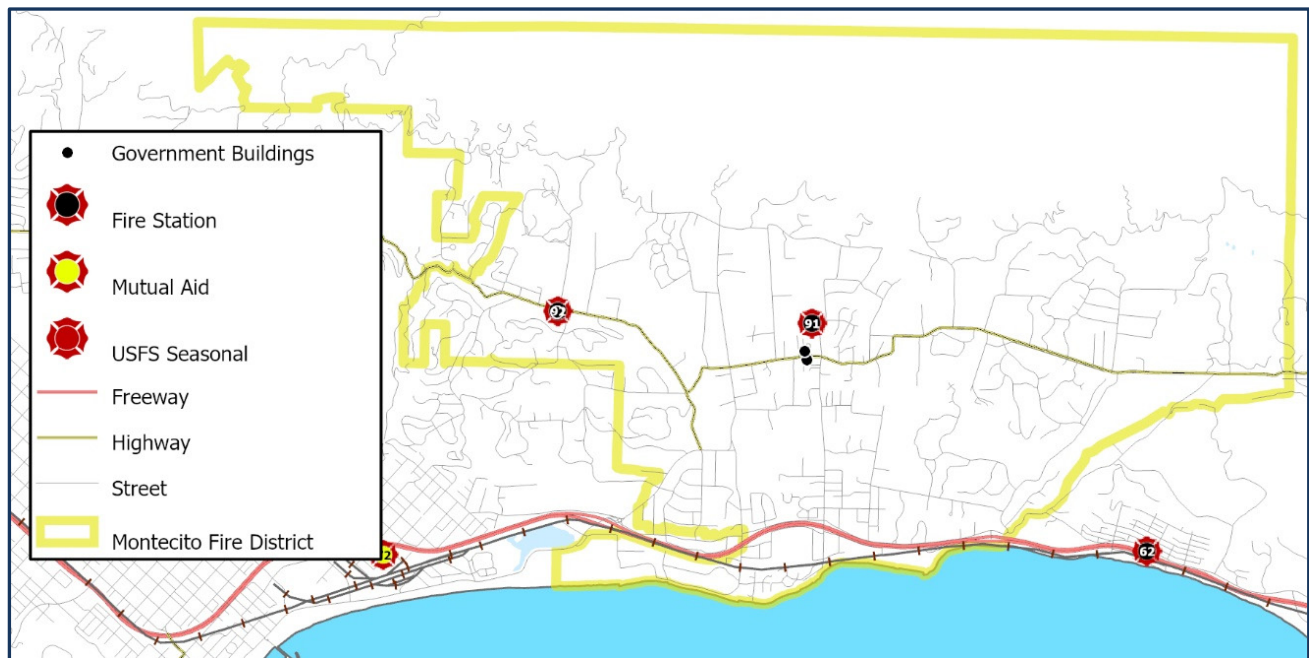 Government Buildings
Fire Station
Mutual Aid
USFS Seasonal
Freeway
Highway
Street
Montecito Fire District
92
91
62